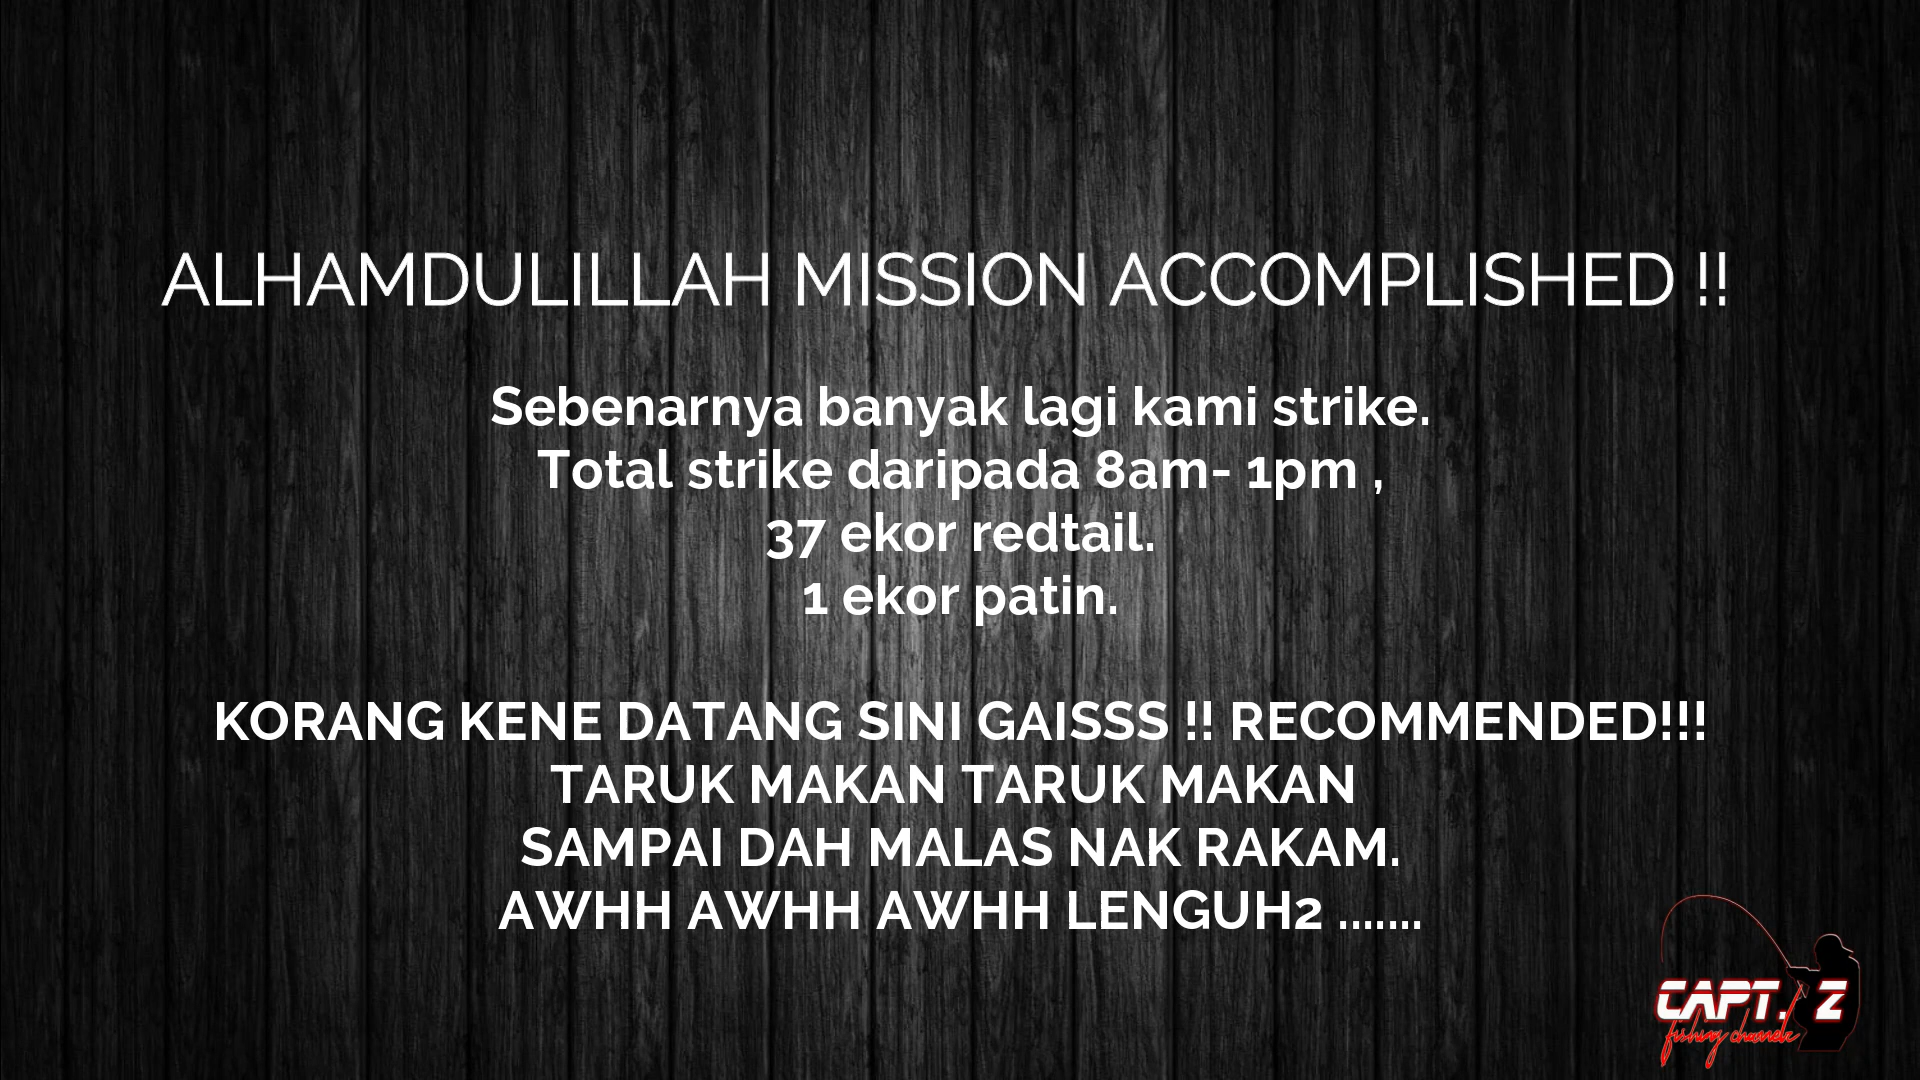 ALHAMDULILLAH MISSION ACCOMPLISHED !!
Sebenarnya banyak lagi kami strike.
Total strike daripada 8am- 1pm ,
37 ekor redtail.
1 ekor patin.
KORANG KENE DATANG SINI GAISSS !! RECOMMENDED!!!
TARUK MAKAN TARUK MAKAN
SAMPAI DAH MALAS NAK RAKAM.
AWHH AWHH AWHH LENGUH2 .......
CAPT. Z
fishing channel